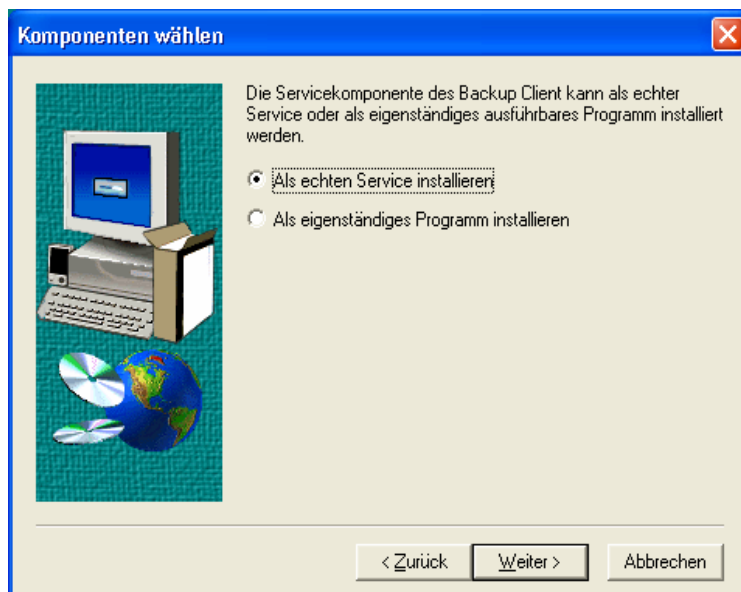 Komponenten wählen
Die Servicekomponente des Backup Client kann als echter
Service oder als eigenständiges ausführbares Programm installiert
werden.
Als echten Service installieren
Als eigenständiges Programm installieren
< Zurück
Weiter >
Abbrechen